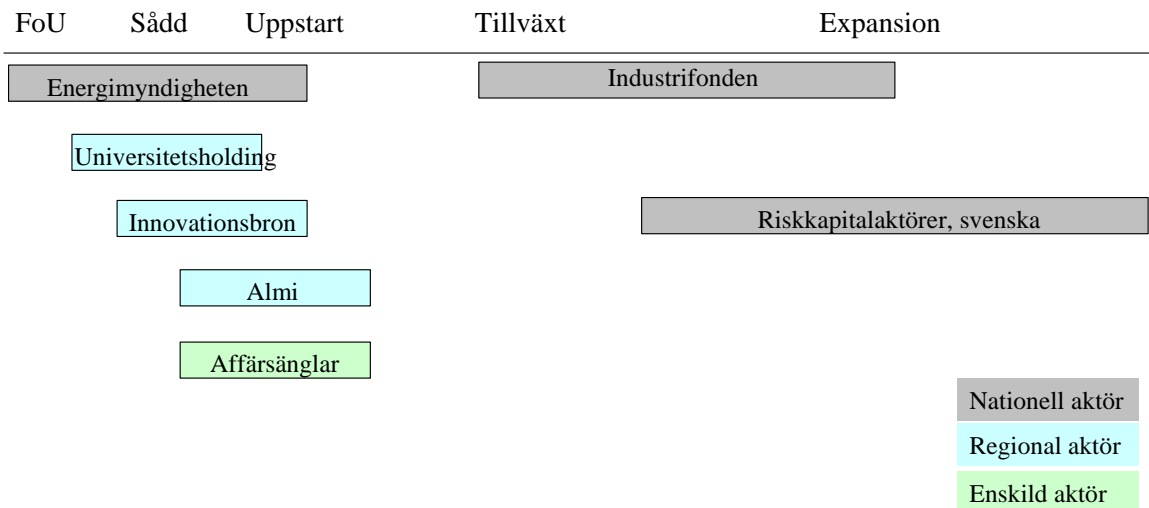 FoU Sådd Uppstart Tillväxt Expansion
Energimyndigheten Industrifonden
Universitetsholding
Innovationsbron Riskkapitalaktörer, svenska
Almi
Affärsänglar
Nationell aktör
Regional aktör
Enskild aktör